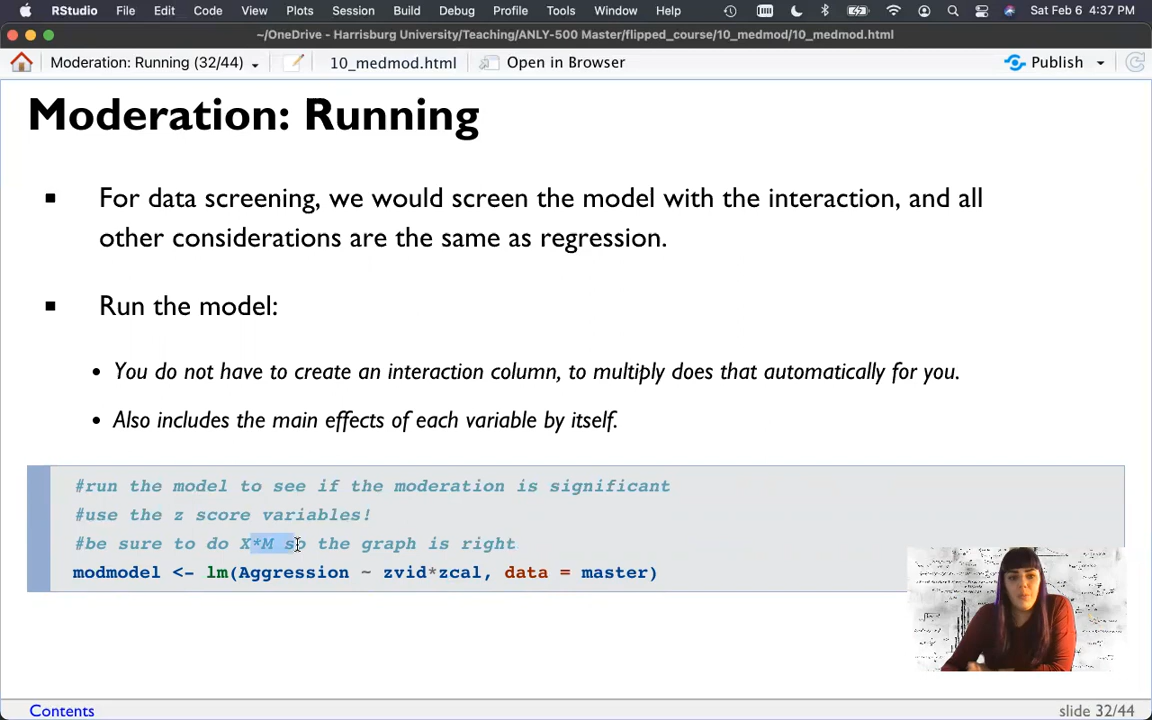 RStudio File Edit Code View Plots Session Build Debug Profile Tools Window Help Sat Feb 6 4:37 PM
~/OneDrive - Harrisburg University/Teaching/ANLY-500 Master/flipped_course/10_medmod/10_medmod.html
Moderation: Running (32/44) 10_medmod.html Open in Browser Publish
Moderation: Running
▪ For data screening, we would screen the model with the interaction, and all
other considerations are the same as regression.
▪ Run the model:
• You do not have to create an interaction column, to multiply does that automatically for you.
• Also includes the main effects of each variable by itself.
#run the model to see if the moderation is significant
#use the z score variables!
#be sure to do X*M so the graph is right
modmodel <- lm(Aggression ~ zvid*zcal, data = master)
Contents slide 32/44